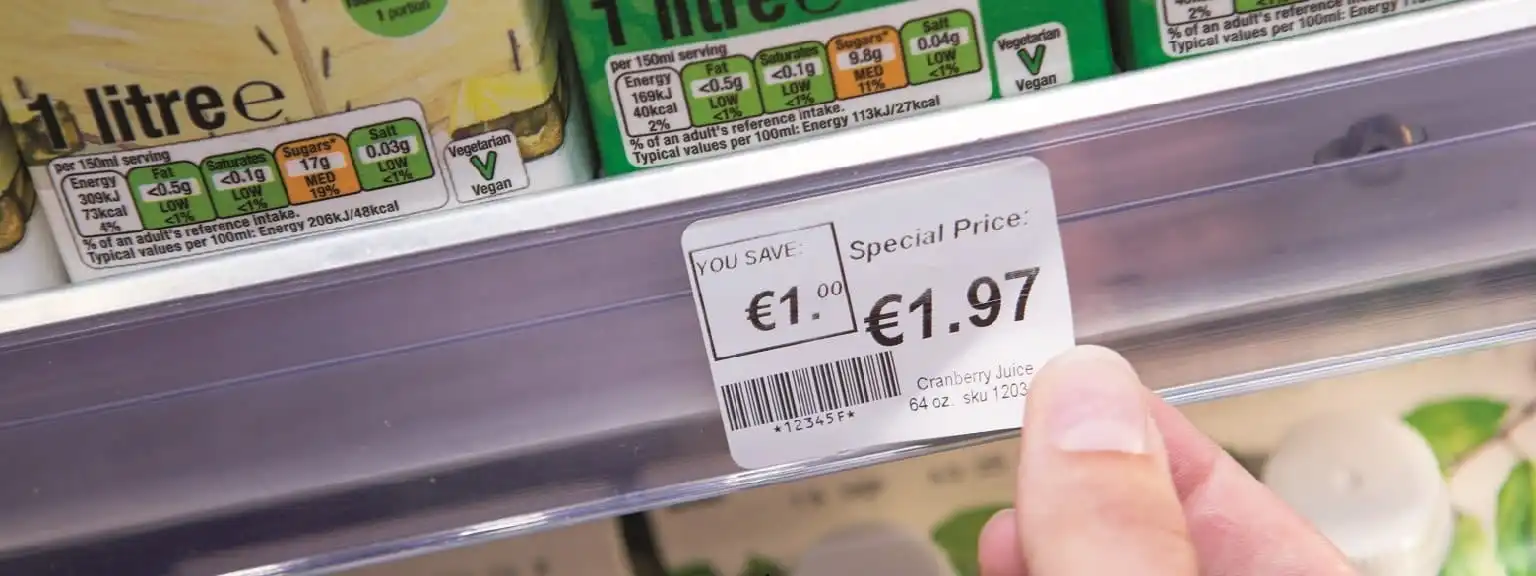 1 portion
1 litre e
per 150ml serving
Energy
309kJ
73kcal
4%
Fat
<0.5g
LOW
<1%
Saturates
<0.1g
LOW
<1%
Sugars*
17g
MED
19%
Salt
0.03g
LOW
<1%
% of an adult's reference intake.
Typical values per 100ml: Energy 206kJ/48kcal
Vegetarian
V
Vegan
1 litre e
per 150ml serving
Energy
169kJ
40kcal
2%
Fat
<0.5g
LOW
<1%
Saturates
<0.1g
LOW
<1%
Sugars*
9.8g
MED
11%
Salt
0.04g
LOW
<1%
% of an adult's reference intake.
Typical values per 100ml: Energy 113kJ/27kcal
Vegetarian
V
Vegan
2%
<1%
% of an adult's reference
Typical values per 100ml: Energy
YOU SAVE:
€1.00
Special Price:
€1.97
*12345F*
Cranberry Juice
64 oz. sku 1203